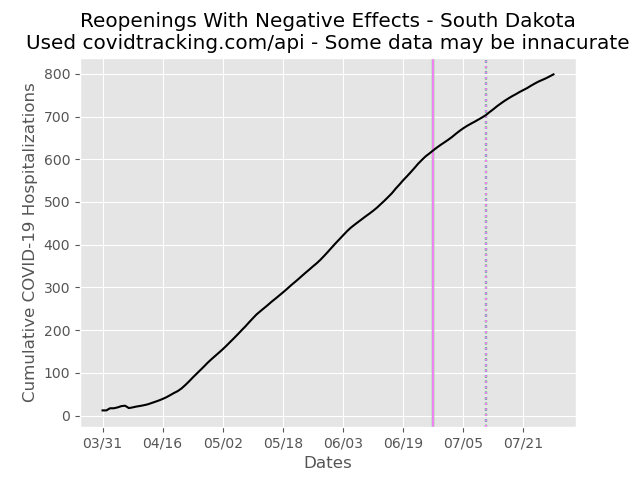 Reopenings With Negative Effects - South Dakota
Used covidtracking.com/api - Some data may be innacurate
Cumulative COVID-19 Hospitalizations
800
700
600
500
400
300
200
100
0
03/31 04/16 05/02 05/18 06/03 06/19 07/05 07/21
Dates